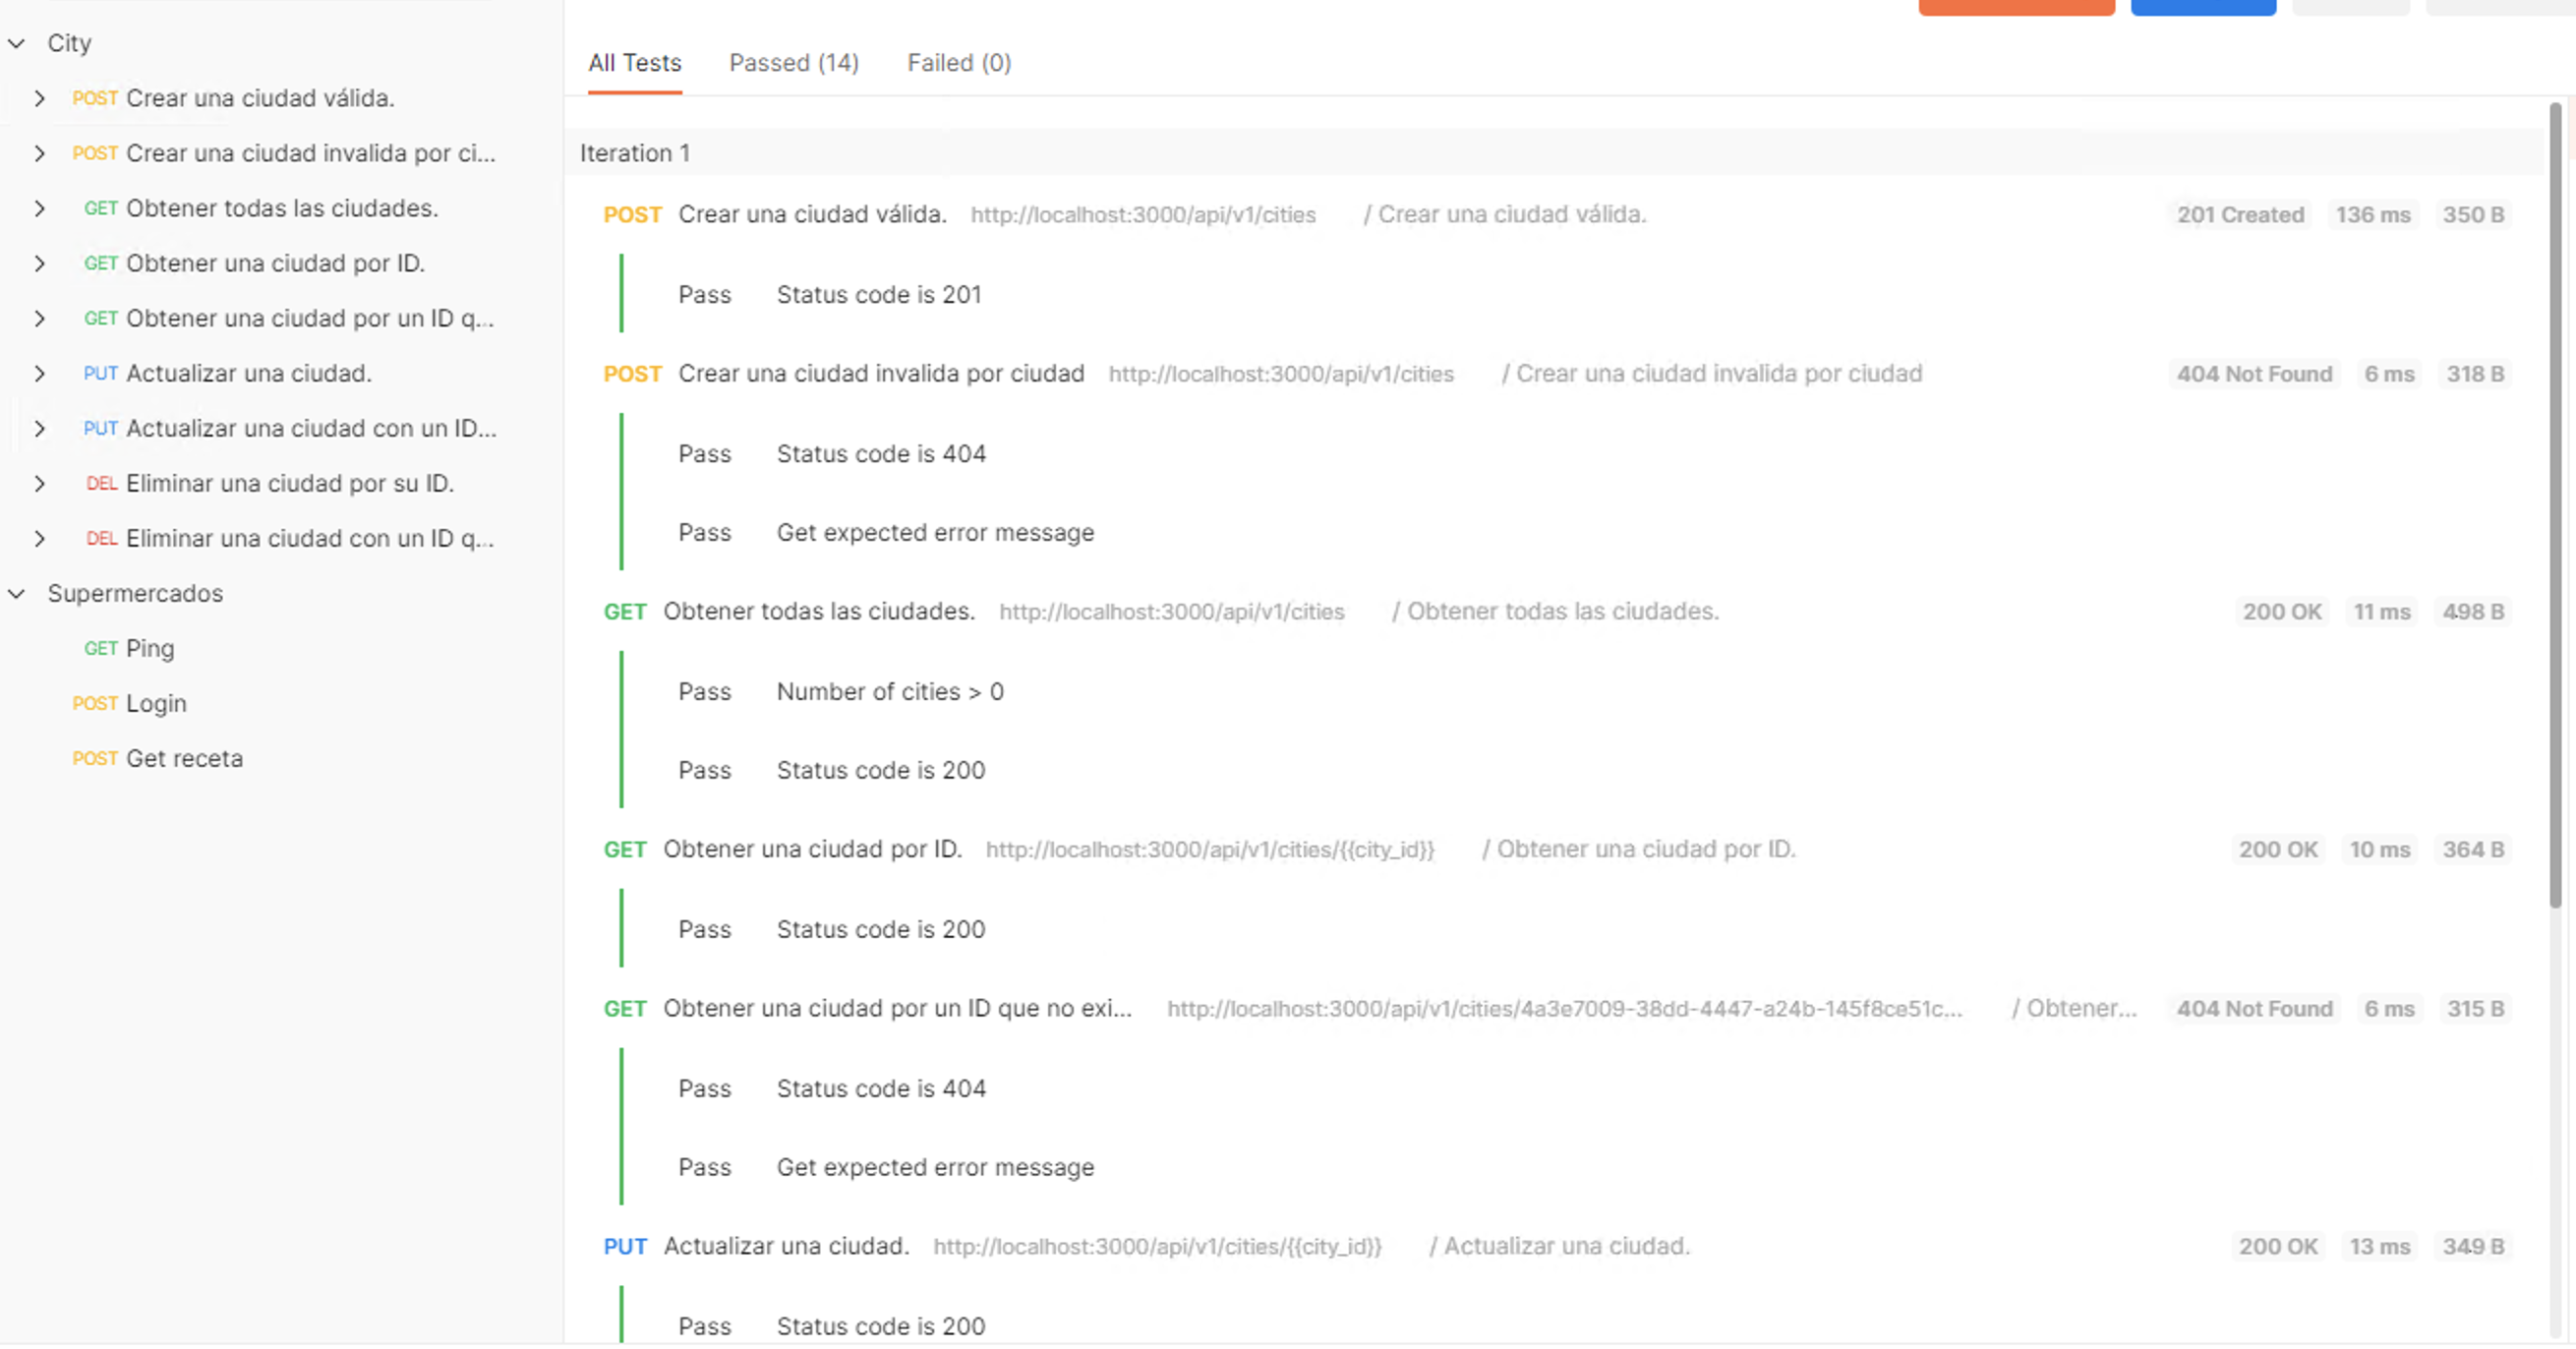 City
POST Crear una ciudad válida.
POST Crear una ciudad invalida por ci...
GET Obtener todas las ciudades.
GET Obtener una ciudad por ID.
GET Obtener una ciudad por un ID q...
PUT Actualizar una ciudad.
PUT Actualizar una ciudad con un ID...
DEL Eliminar una ciudad por su ID.
DEL Eliminar una ciudad con un ID q...
Supermercados
GET Ping
POST Login
POST Get receta
All Tests Passed (14) Failed (0)
Iteration 1
POST Crear una ciudad válida. http://localhost:3000/api/v1/cities / Crear una ciudad válida. 201 Created 136 ms 350 B
Pass Status code is 201
POST Crear una ciudad invalida por ciudad http://localhost:3000/api/v1/cities / Crear una ciudad invalida por ciudad 404 Not Found 6 ms 318 B
Pass Status code is 404
Pass Get expected error message
GET Obtener todas las ciudades. http://localhost:3000/api/v1/cities / Obtener todas las ciudades. 200 OK 11 ms 498 B
Pass Number of cities > 0
Pass Status code is 200
GET Obtener una ciudad por ID. http://localhost:3000/api/v1/cities/{{city_id}} / Obtener una ciudad por ID. 200 OK 10 ms 364 B
Pass Status code is 200
GET Obtener una ciudad por un ID que no exi... http://localhost:3000/api/v1/cities/4a3e7009-38dd-4447-a24b-145f8ce51c... / Obtener... 404 Not Found 6 ms 315 B
Pass Status code is 404
Pass Get expected error message
PUT Actualizar una ciudad. http://localhost:3000/api/v1/cities/{{city_id}} / Actualizar una ciudad. 200 OK 13 ms 349 B
Pass Status code is 200